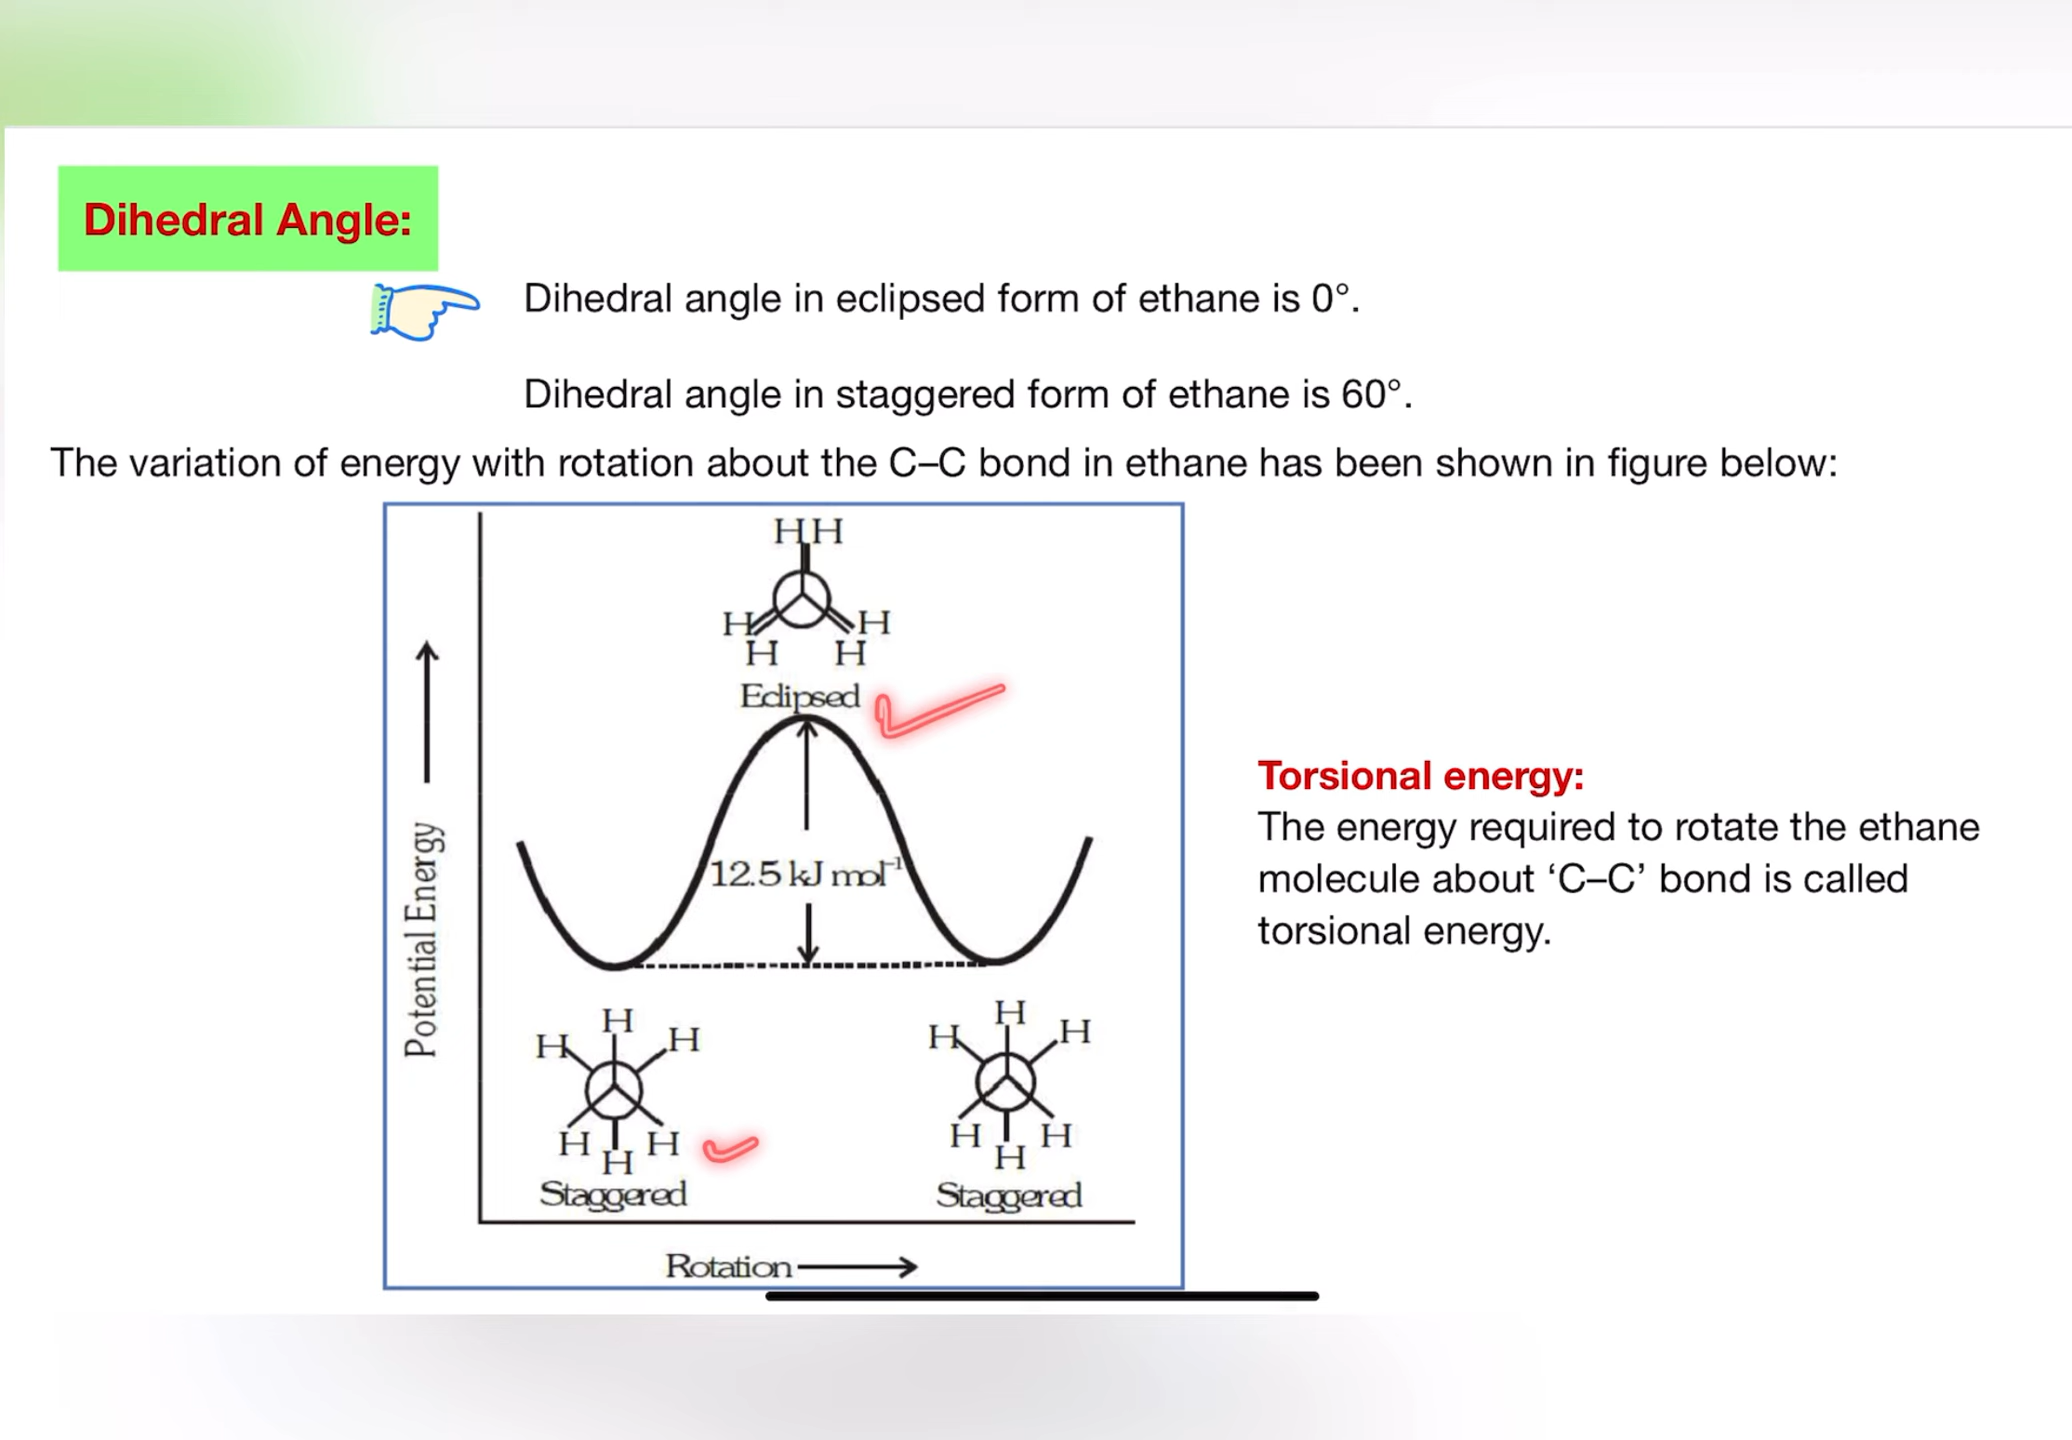 Dihedral Angle:
Dihedral angle in eclipsed form of ethane is 0°.
Dihedral angle in staggered form of ethane is 60°.
The variation of energy with rotation about the C–C bond in ethane has been shown in figure below:
HH
H H
H H
Eclipsed
12.5 kJ mol⁻¹
Potential Energy
H
H H
H H
H
Staggered
H
H H
H H
H
Staggered
Rotation
Torsional energy:
The energy required to rotate the ethane
molecule about ‘C–C’ bond is called
torsional energy.